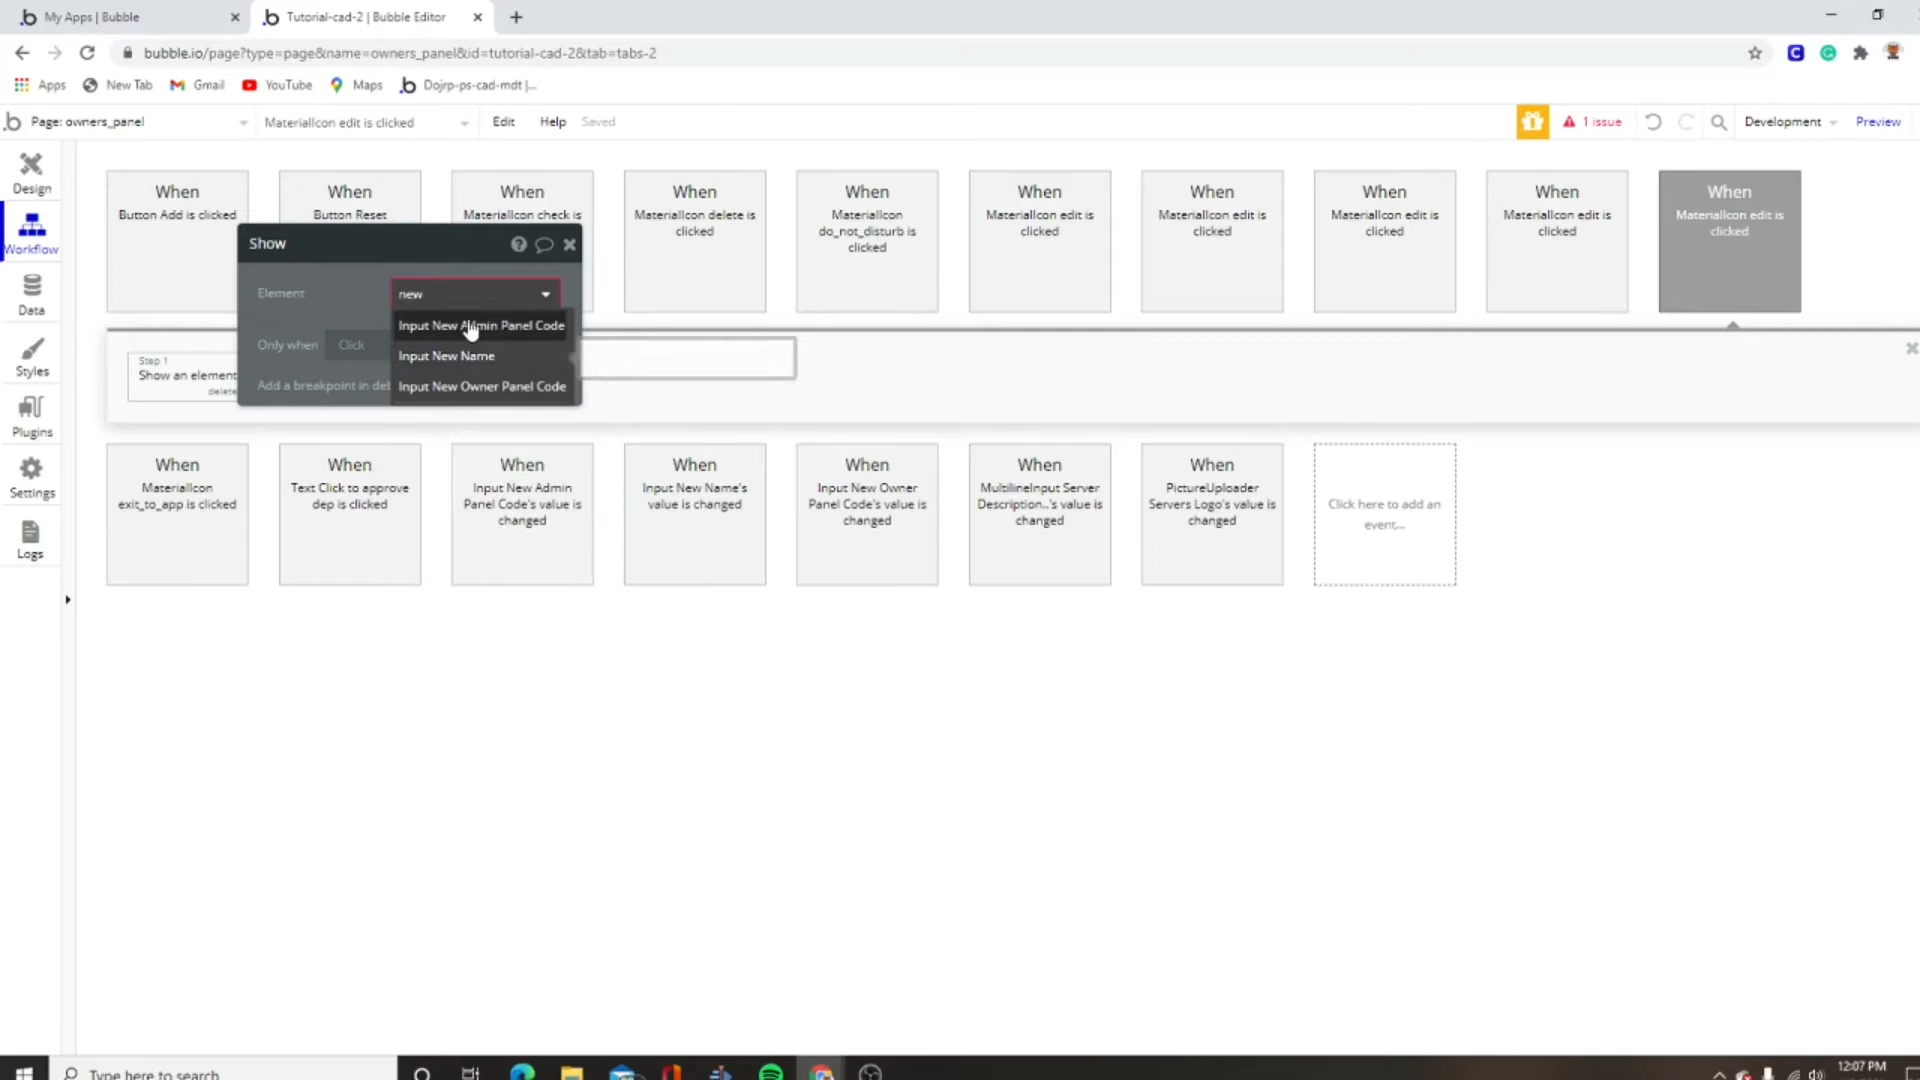 My Apps | Bubble
Tutorial-cad-2 | Bubble Editor
bubble.io/page?type=page&name=owners_panel&id=tutorial-cad-2&tab=tabs-2
Apps
New Tab
Gmail
YouTube
Maps
Dojrp-ps-cad-mdt |...
Page: owners_panel
MaterialIcon edit is clicked
Edit
Help
Saved
1 issue
Development
Preview
Design
Workflow
Data
Styles
Plugins
Settings
Logs
When
Button Add is clicked
When
Button Reset
When
MaterialIcon check is
When
MaterialIcon delete is
clicked
When
MaterialIcon
do_not_disturb is
clicked
When
MaterialIcon edit is
clicked
When
MaterialIcon edit is
clicked
When
MaterialIcon edit is
clicked
When
MaterialIcon edit is
clicked
When
MaterialIcon edit is
clicked
Show
Element
new
Input New Admin Panel Code
Input New Name
Input New Owner Panel Code
Only when
Click
Add a breakpoint in deb
Step 1
Show an element
delete
When
MaterialIcon
exit_to_app is clicked
When
Text Click to approve
dep is clicked
When
Input New Admin
Panel Code's value is
changed
When
Input New Name's
value is changed
When
Input New Owner
Panel Code's value is
changed
When
MultilineInput Server
Description..'s value is
changed
When
PictureUploader
Servers Logo's value is
changed
Click here to add an
event...
Type here to search
12:07 PM